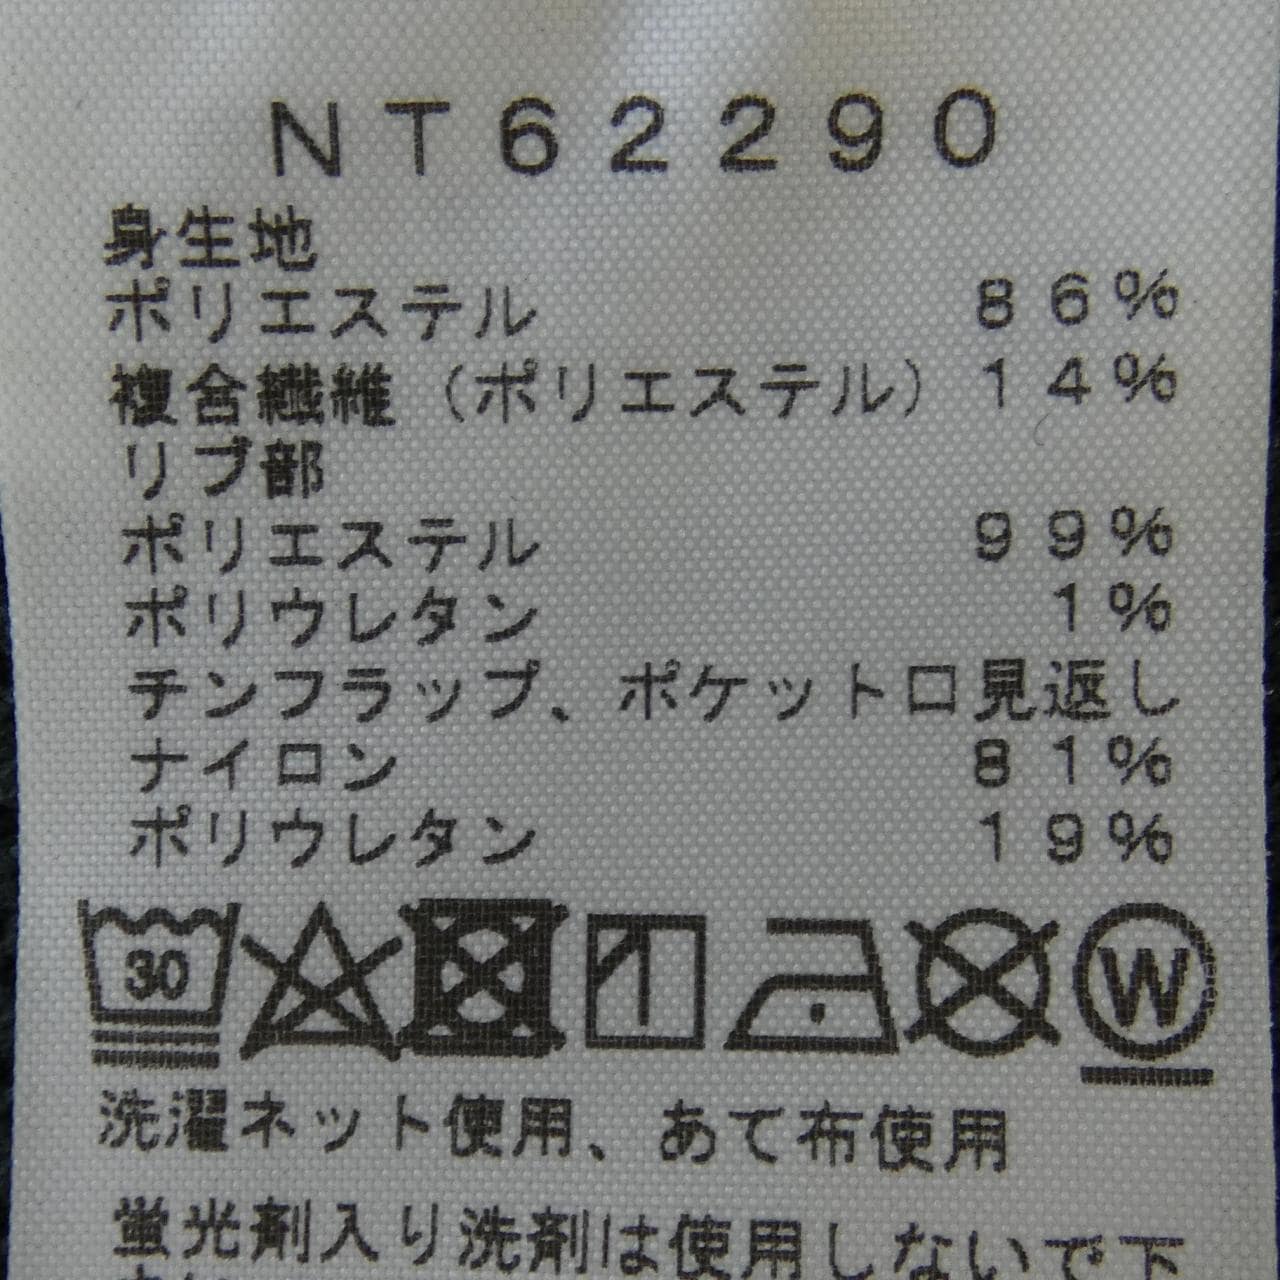 NT62290
身生地
ポリエステル 86%
複合繊維(ポリエステル) 14%
リブ部
ポリエステル 99%
ポリウレタン 1%
チンフラップ、ポケット口見返し
ナイロン 81%
ポリウレタン 19%
30 W
洗濯ネット使用、あて布使用
蛍光剤入り洗剤は使用しないで下